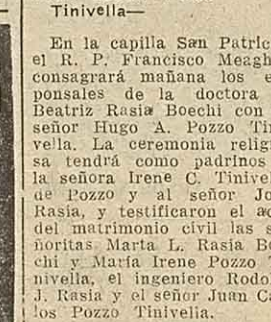 Tinivella—
En la capilla San Patric
el R. P. Francisco Meagh
consagrará mañana los e
ponsales de la doctora
Beatriz Rasia Boechi con
señor Hugo A. Pozzo Ti
vella. La ceremonia relig
sa tendrá como padrinos
la señora Irene C. Tinivel
de Pozzo y al señor Jo
Rasia, y testificaron el ac
del matrimonio civil las s
ñoritas Marta L. Rasia B
chi y María Irene Pozzo T
nivella, el ingeniero Rodo
J. Rasia y el señor Juan C
los Pozzo Tinivella.